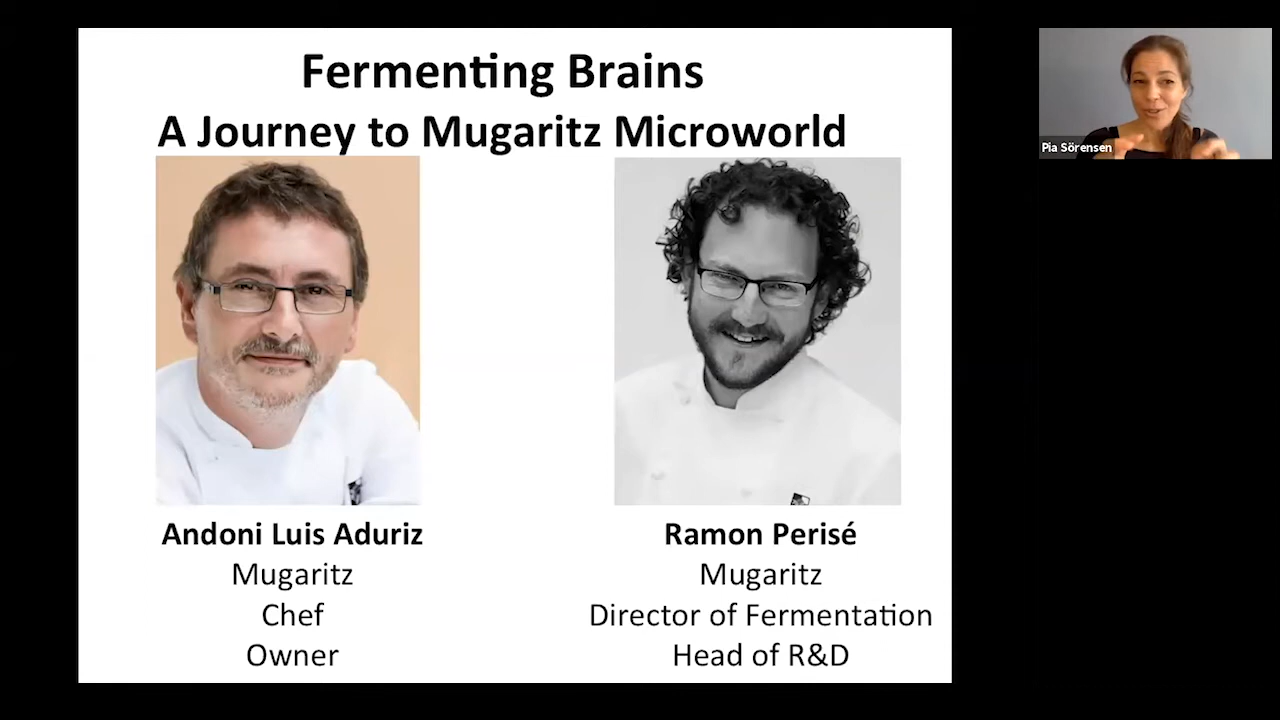 Fermenting Brains
A Journey to Mugaritz Microworld
Andoni Luis Aduriz
Mugaritz
Chef
Owner
Ramon Perisé
Mugaritz
Director of Fermentation
Head of R&D
Pia Sörensen